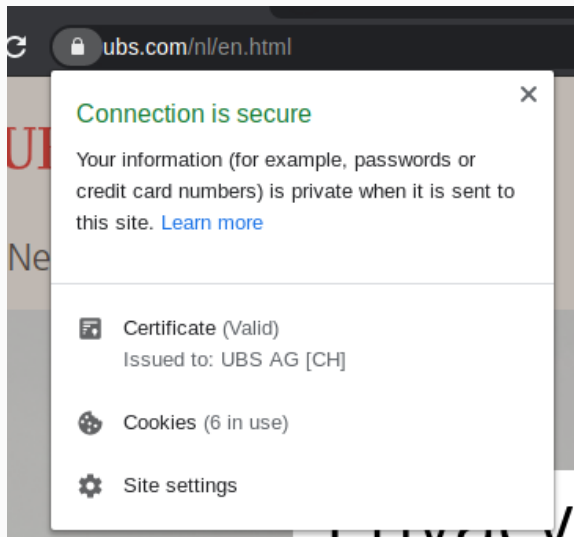 ubs.com/nl/en.html
Connection is secure
Your information (for example, passwords or
credit card numbers) is private when it is sent to
this site. Learn more
Ne
Certificate (Valid)
Issued to: UBS AG [CH]
Cookies (6 in use)
Site settings